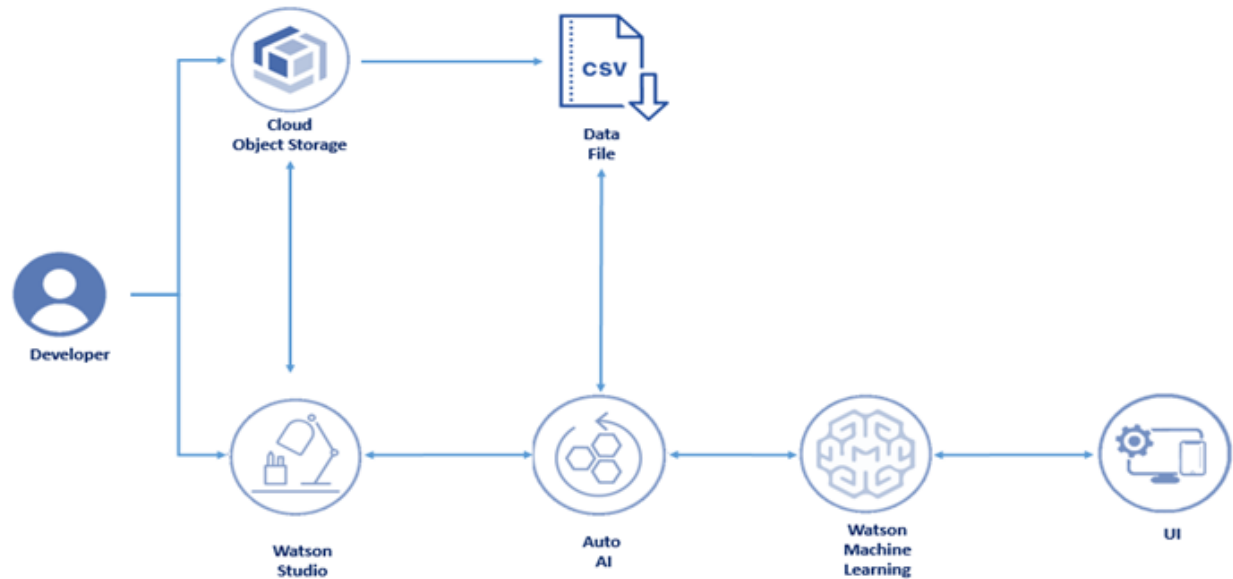 CSV
Cloud
Object Storage
Data
File
Developer
Watson
Studio
Auto
AI
Watson
Machine
Learning
UI